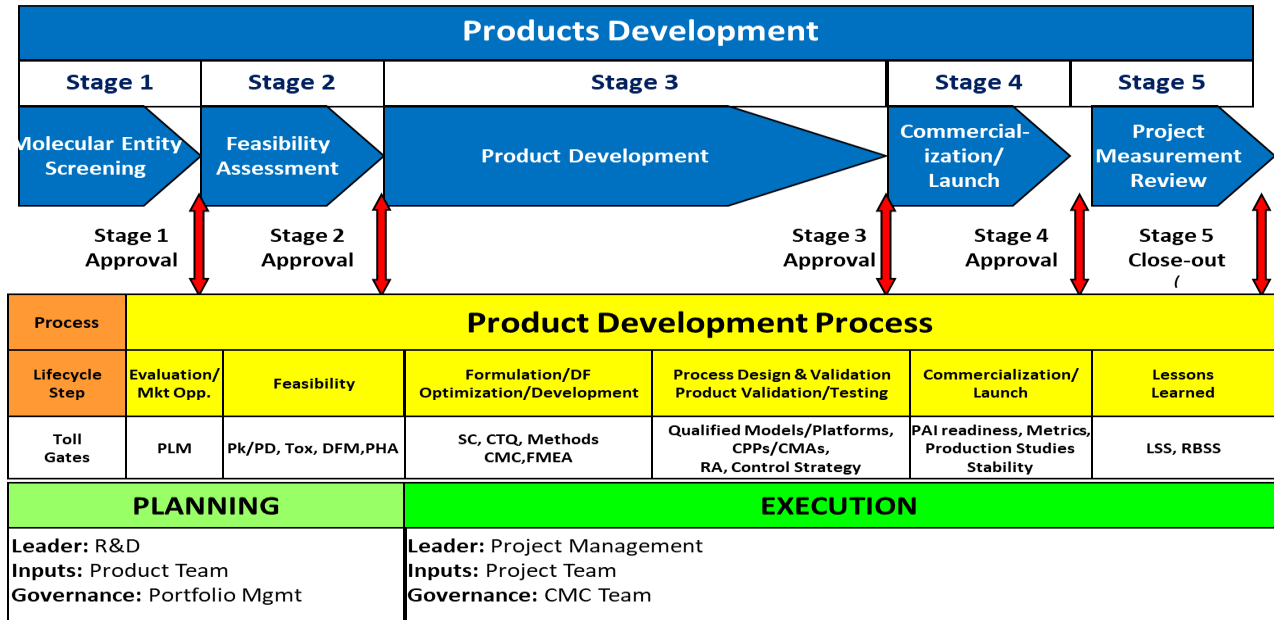 Products Development
Stage 1
Stage 2
Stage 3
Stage 4
Stage 5
Molecular Entity
Screening
Feasibility
Assessment
Product Development
Commercial-
ization/
Launch
Project
Measurement
Review
Stage 1
Approval
Stage 2
Approval
Stage 3
Approval
Stage 4
Approval
Stage 5
Close-out
(
Process
Product Development Process
Lifecycle
Step
Evaluation/
Mkt Opp.
Feasibility
Formulation/DF
Optimization/Development
Process Design & Validation
Product Validation/Testing
Commercialization/
Launch
Lessons
Learned
Toll
Gates
PLM
Pk/PD, Tox, DFM,PHA
SC, CTQ, Methods
CMC,FMEA
Qualified Models/Platforms,
CPPs/CMAs,
RA, Control Strategy
PAI readiness, Metrics,
Production Studies
Stability
LSS, RBSS
PLANNING
EXECUTION
Leader: R&D
Inputs: Product Team
Governance: Portfolio Mgmt
Leader: Project Management
Inputs: Project Team
Governance: CMC Team